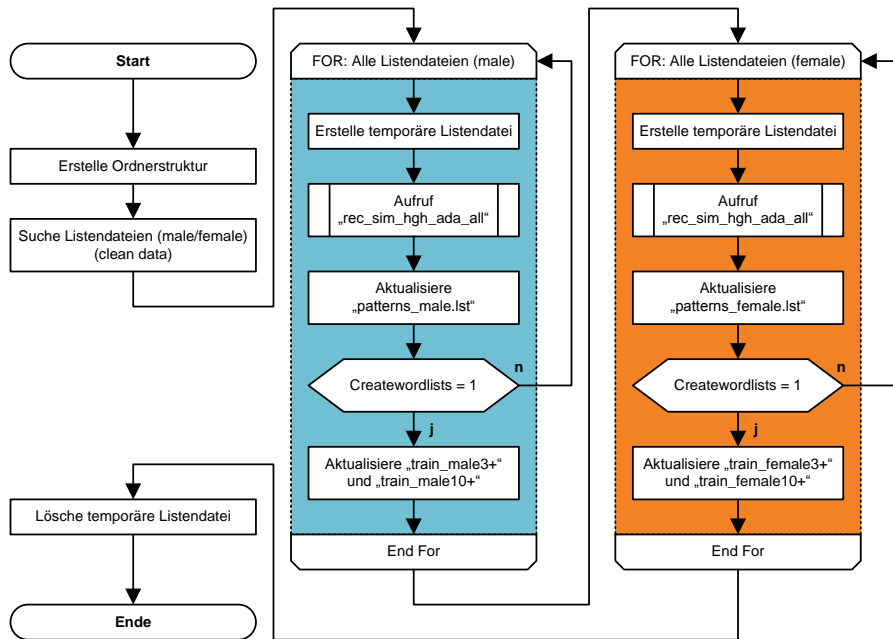 Start
Erstelle Ordnerstruktur
Suche Listendateien (male/female)
(clean data)
Lösche temporäre Listendatei
Ende
FOR: Alle Listendateien (male)
Erstelle temporäre Listendatei
Aufruf
„rec_sim_hgh_ada_all“
Aktualisiere
„patterns_male.lst“
Createwordlists = 1
n
j
Aktualisiere „train_male3+“
und „train_male10+“
End For
FOR: Alle Listendateien (female)
Erstelle temporäre Listendatei
Aufruf
„rec_sim_hgh_ada_all“
Aktualisiere
„patterns_female.lst“
Createwordlists = 1
n
j
Aktualisiere „train_female3+“
und „train_female10+“
End For